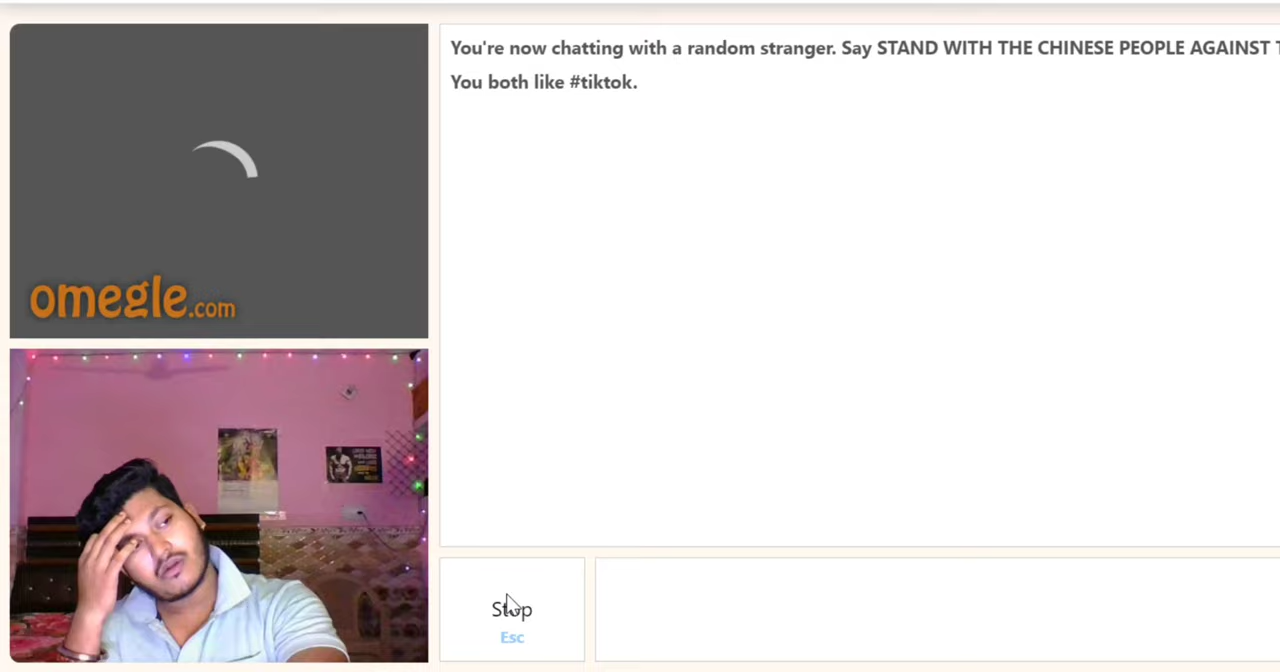 You're now chatting with a random stranger. Say STAND WITH THE CHINESE PEOPLE AGAINST
You both like #tiktok.
omegle.com
Stop
Esc